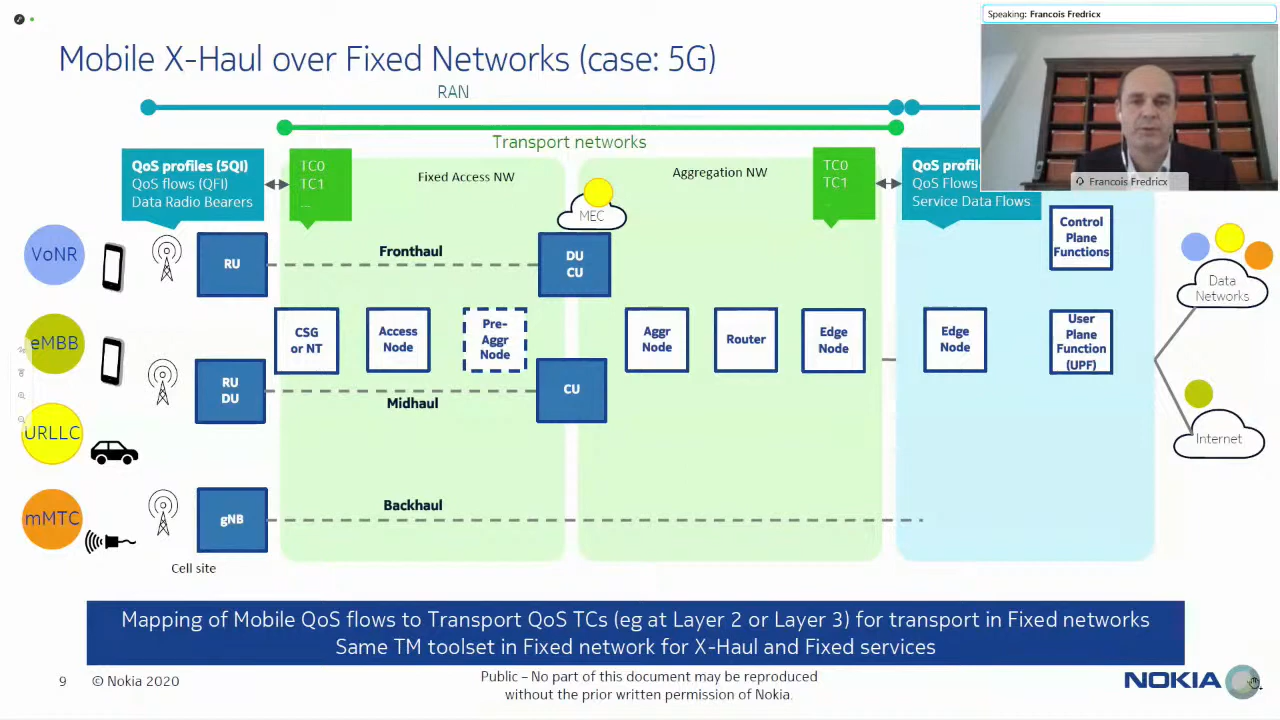 Speaking: Francois Fredricx
Mobile X-Haul over Fixed Networks (case: 5G)
RAN
Transport networks
QoS profiles (5QI)
QoS flows (QFI)
Data Radio Bearers
TC0
TC1
...
Fixed Access NW
MEC
Aggregation NW
TC0
TC1
QoS profile
QoS Flows
Service Data Flows
Francois Fredricx
VoNR
RU
Fronthaul
DU
CU
Control
Plane
Functions
Data
Networks
eMBB
CSG
or NT
Access
Node
Pre-
Aggr
Node
Aggr
Node
Router
Edge
Node
Edge
Node
User
Plane
Function
(UPF)
RU
DU
Midhaul
CU
URLLC
Internet
mMTC
gNB
Backhaul
Cell site
Mapping of Mobile QoS flows to Transport QoS TCs (eg at Layer 2 or Layer 3) for transport in Fixed networks
Same TM toolset in Fixed network for X-Haul and Fixed services
9 © Nokia 2020
Public – No part of this document may be reproduced
without the prior written permission of Nokia.
NOKIA